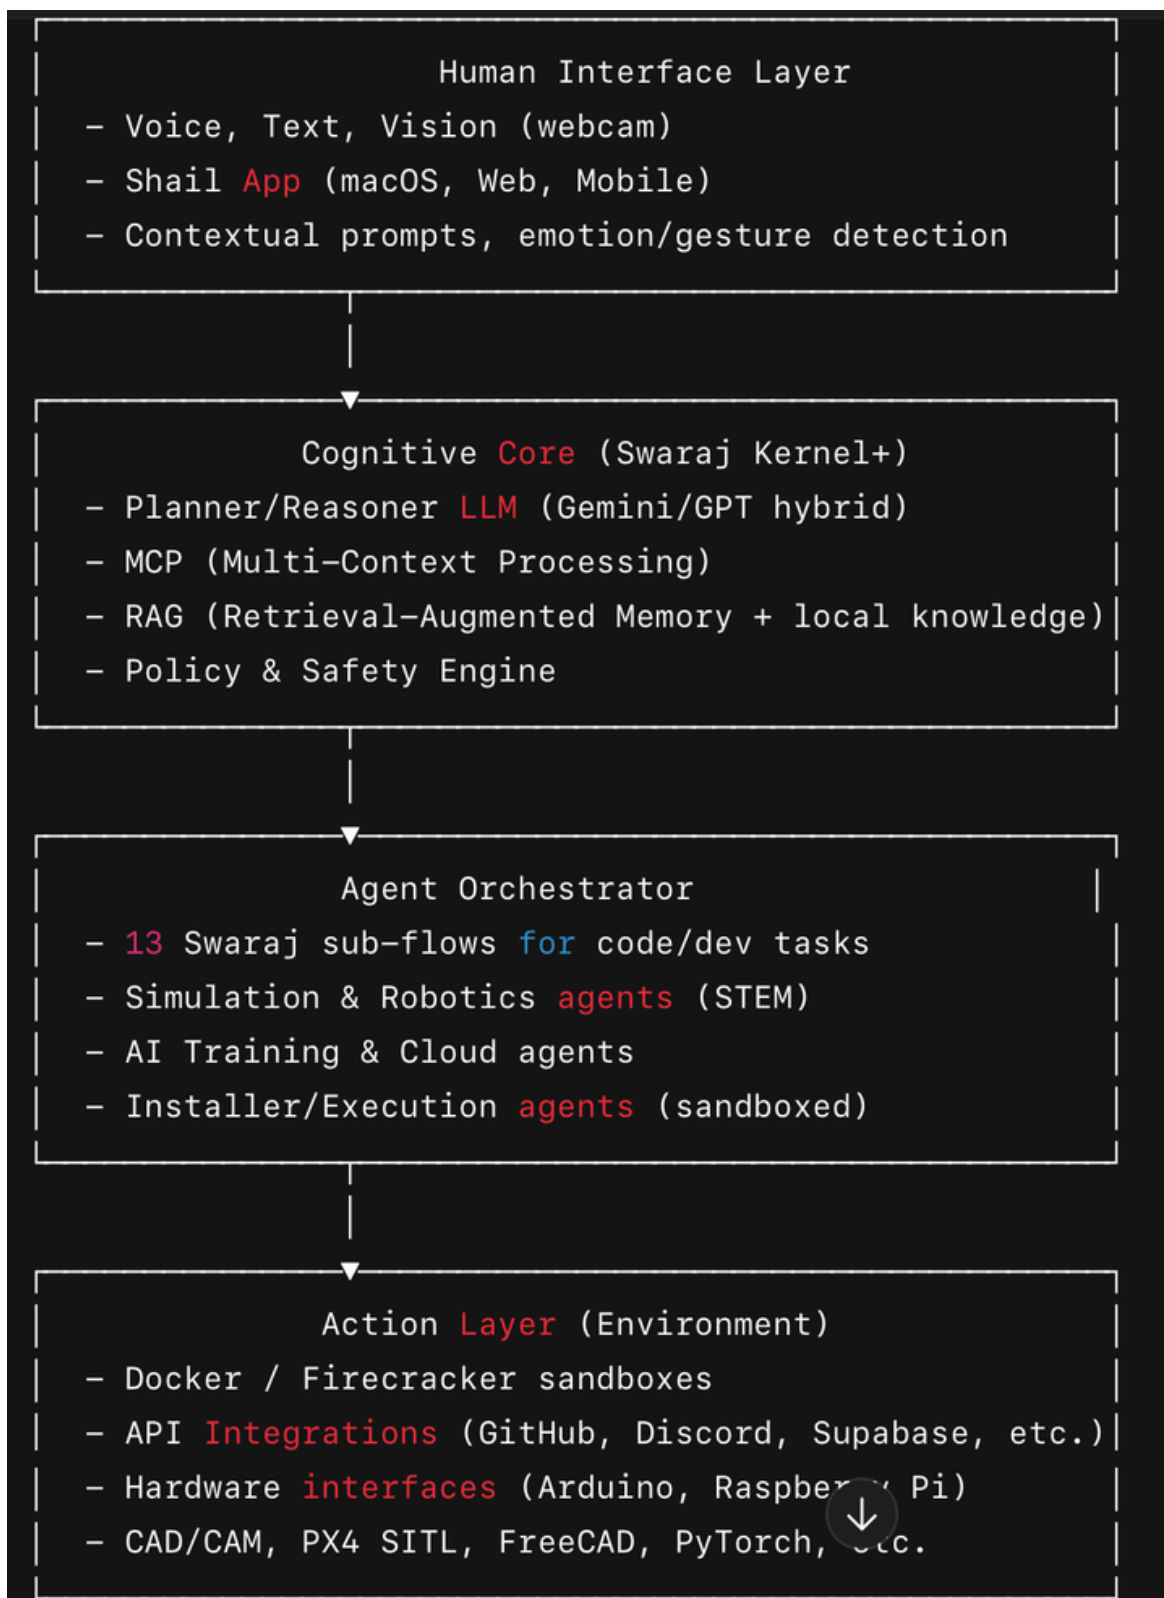 Human Interface Layer
– Voice, Text, Vision (webcam)
– Shail App (macOS, Web, Mobile)
– Contextual prompts, emotion/gesture detection
Cognitive Core (Swaraj Kernel+)
– Planner/Reasoner LLM (Gemini/GPT hybrid)
– MCP (Multi–Context Processing)
– RAG (Retrieval–Augmented Memory + local knowledge)
– Policy & Safety Engine
Agent Orchestrator
– 13 Swaraj sub–flows for code/dev tasks
– Simulation & Robotics agents (STEM)
– AI Training & Cloud agents
– Installer/Execution agents (sandboxed)
Action Layer (Environment)
– Docker / Firecracker sandboxes
– API Integrations (GitHub, Discord, Supabase, etc.)
– Hardware interfaces (Arduino, Raspberry Pi)
– CAD/CAM, PX4 SITL, FreeCAD, PyTorch, etc.